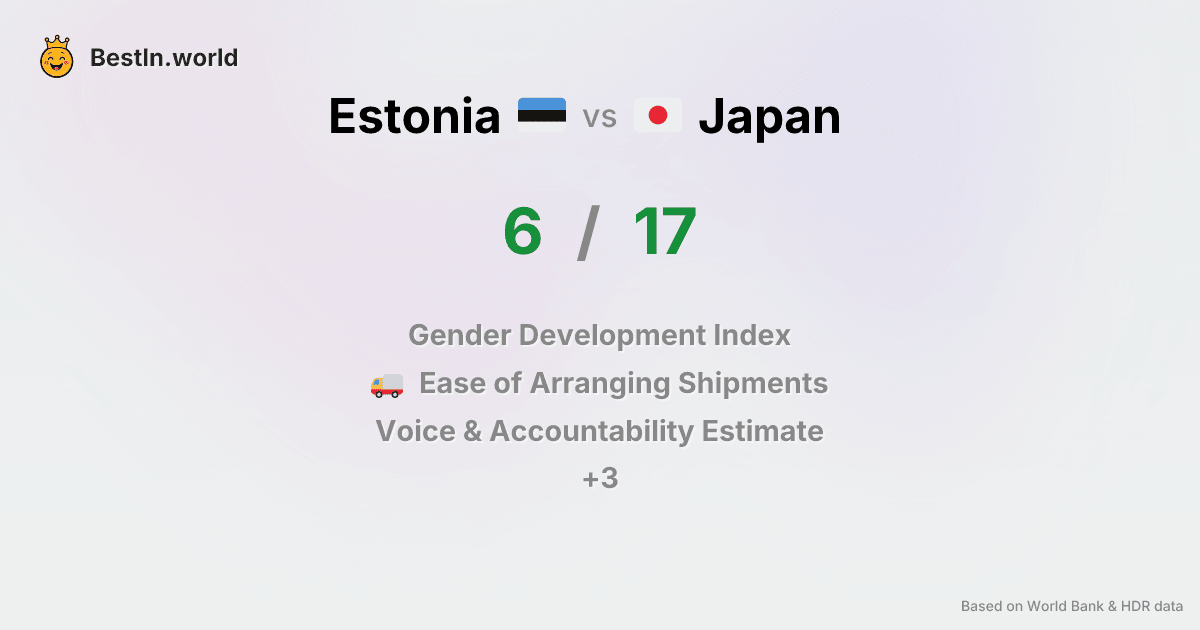 BestIn.world
Estonia vs Japan
6 / 17
Gender Development Index
Ease of Arranging Shipments
Voice & Accountability Estimate
+3
Based on World Bank & HDR data